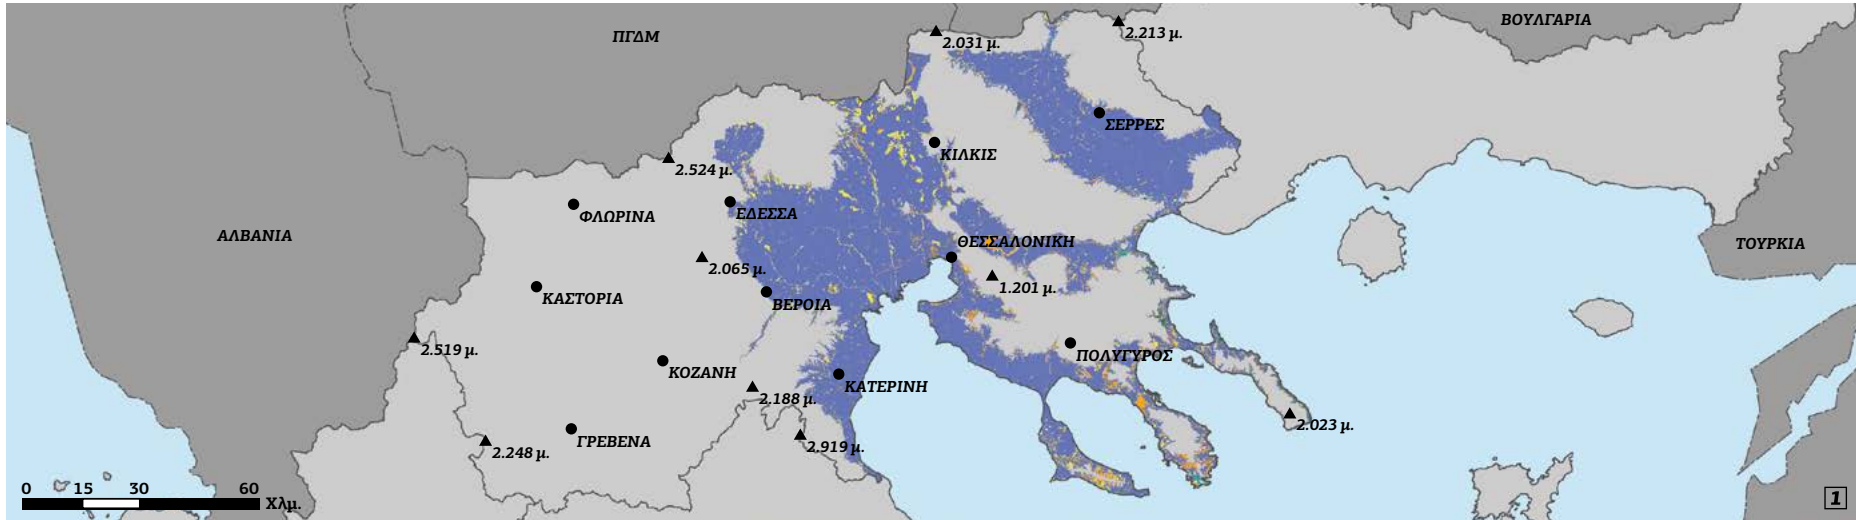 ΒΟΥΛΓΑΡΙΑ
ΠΓΔΜ
2.031 μ.
2.213 μ.
ΣΕΡΡΕΣ
ΚΙΛΚΙΣ
2.524 μ.
ΦΛΩΡΙΝΑ
ΕΔΕΣΣΑ
ΑΛΒΑΝΙΑ
ΘΕΣΣΑΛΟΝΙΚΗ
ΤΟΥΡΚΙΑ
2.065 μ.
1.201 μ.
ΚΑΣΤΟΡΙΑ
ΒΕΡΟΙΑ
2.519 μ.
ΠΟΛΥΓΥΡΟΣ
ΚΟΖΑΝΗ
ΚΑΤΕΡΙΝΗ
2.188 μ.
2.023 μ.
ΓΡΕΒΕΝΑ
2.248 μ.
2.919 μ.
0 15 30 60
Χλμ.
1